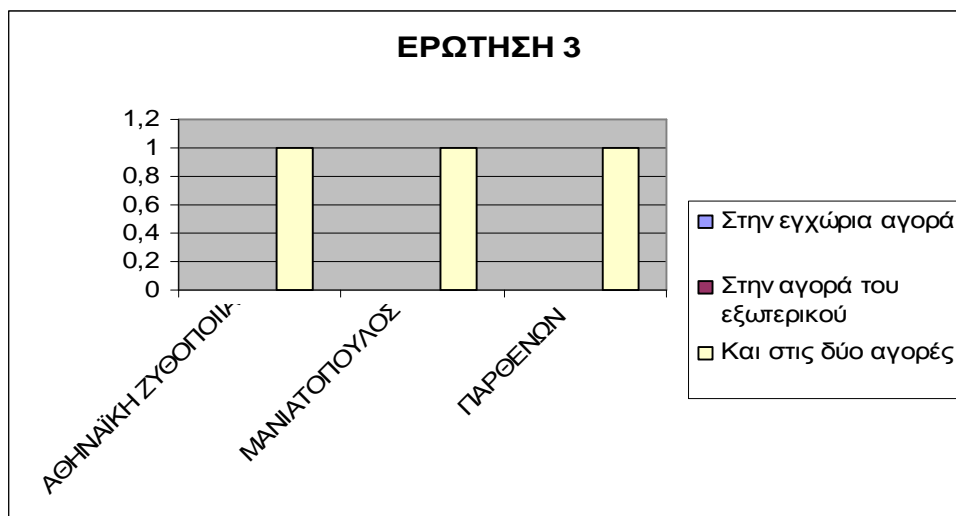 ΕΡΩΤΗΣΗ 3
1,2
1
0,8
0,6
0,4
0,2
0
ΑΘΗΝΑΪΚΗ ΖΥΘΟΠΟΙΙΑ
ΜΑΝΙΑΤΟΠΟΥΛΟΣ
ΠΑΡΘΕΝΩΝ
Στην εγχώρια αγορά
Στην αγορά του
εξωτερικού
Και στις δύο αγορές